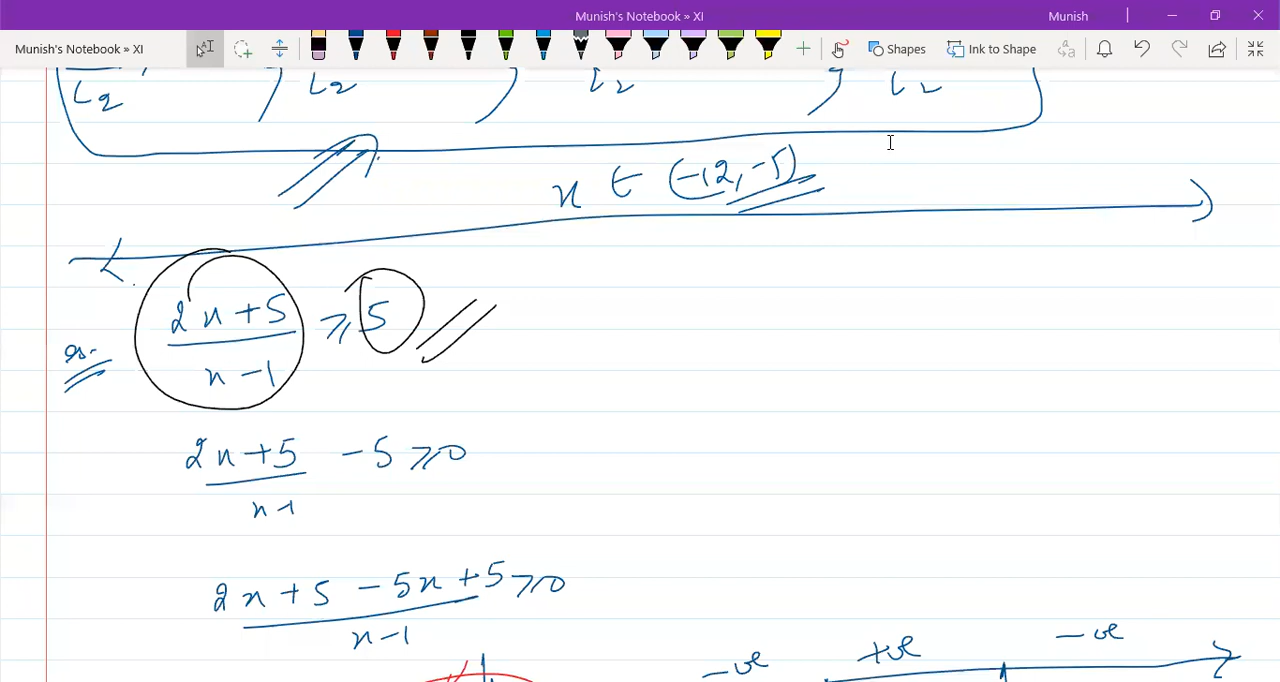 Munish's Notebook » XI
Munish
Munish's Notebook » XI
Shapes
Ink to Shape
x ∈ (-12, -5)
2x+5
x-1
≥ 5
2x+5
x-1
-5 ≥ 0
2x+5-5x+5
x-1
≥ 0
-ve
+ve
-ve